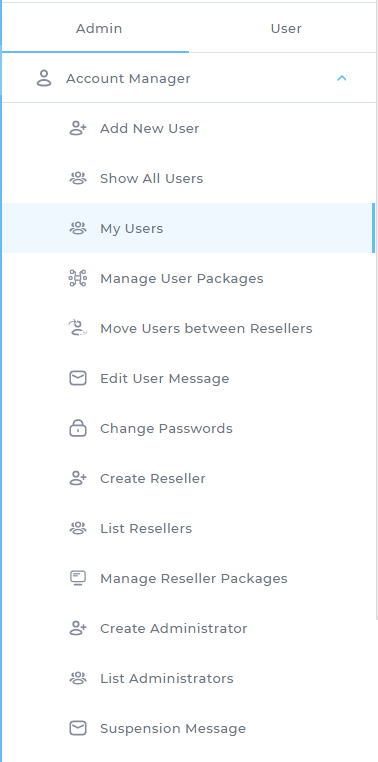 Admin User
Account Manager
Add New User
Show All Users
My Users
Manage User Packages
Move Users between Resellers
Edit User Message
Change Passwords
Create Reseller
List Resellers
Manage Reseller Packages
Create Administrator
List Administrators
Suspension Message